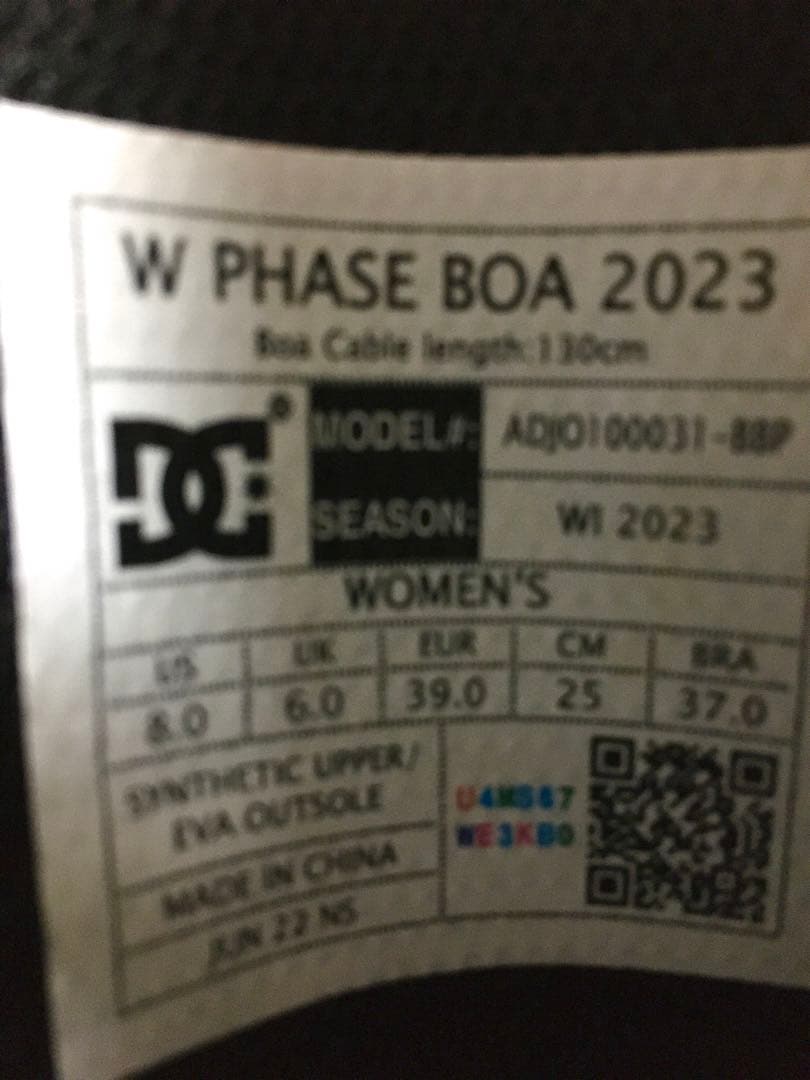 W PHASE BOA 2023
Boa Cable length:130cm
DC®
MODEL#: ADJO100031-BBP
SEASON: WI 2023
WOMEN'S
US UK EUR CM BRA
8.0 6.0 39.0 25 37.0
SYNTHETIC UPPER/
EVA OUTSOLE
MADE IN CHINA
JUN 22 NS
WE3KB0